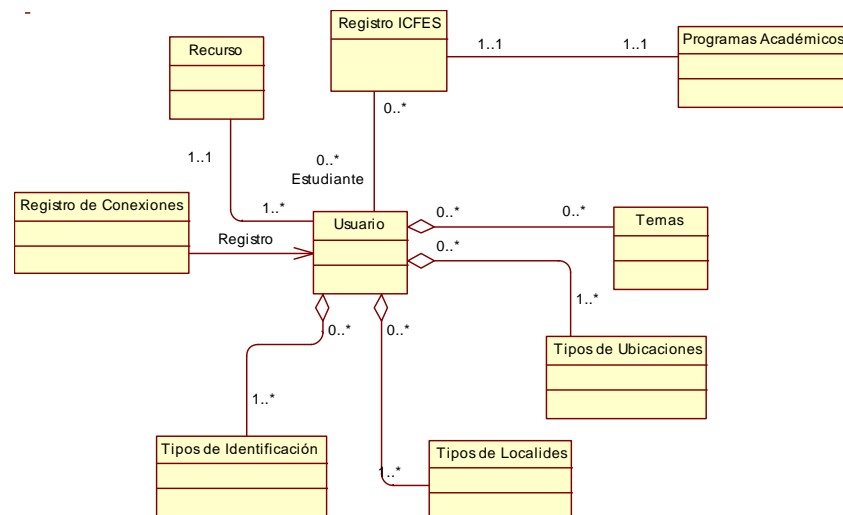 Registro ICFES
Recurso
Programas Académicos
1..1
1..1
0..*
1..1
0..*
Estudiante
Registro de Conexiones
1..*
Usuario
0..*
0..*
Temas
Registro
0..*
1..*
0..*
0..*
Tipos de Ubicaciones
1..*
Tipos de Identificación
Tipos de Localides
1..*